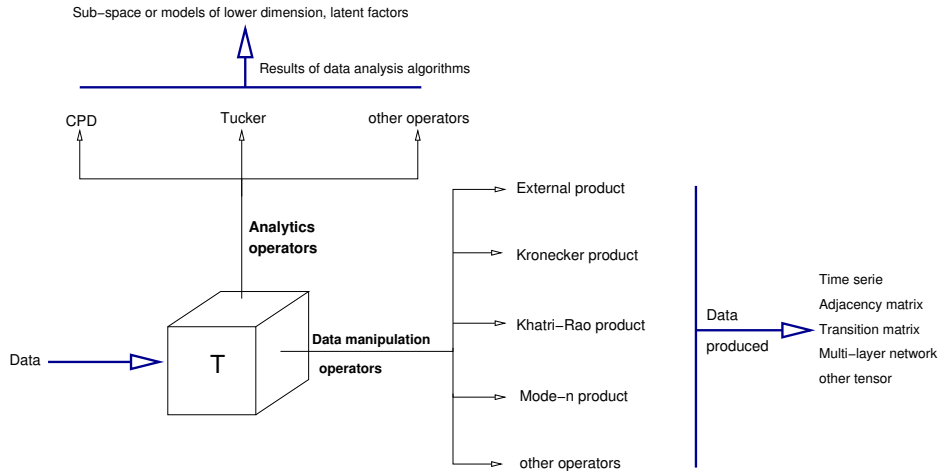 Sub−space or models of lower dimension, latent factors
Results of data analysis algorithms
CPD
Tucker
other operators
Analytics
operators
External product
Kronecker product
Khatri−Rao product
Mode−n product
other operators
Data
T
Data manipulation
operators
Data
produced
Time serie
Adjacency matrix
Transition matrix
Multi−layer network
other tensor